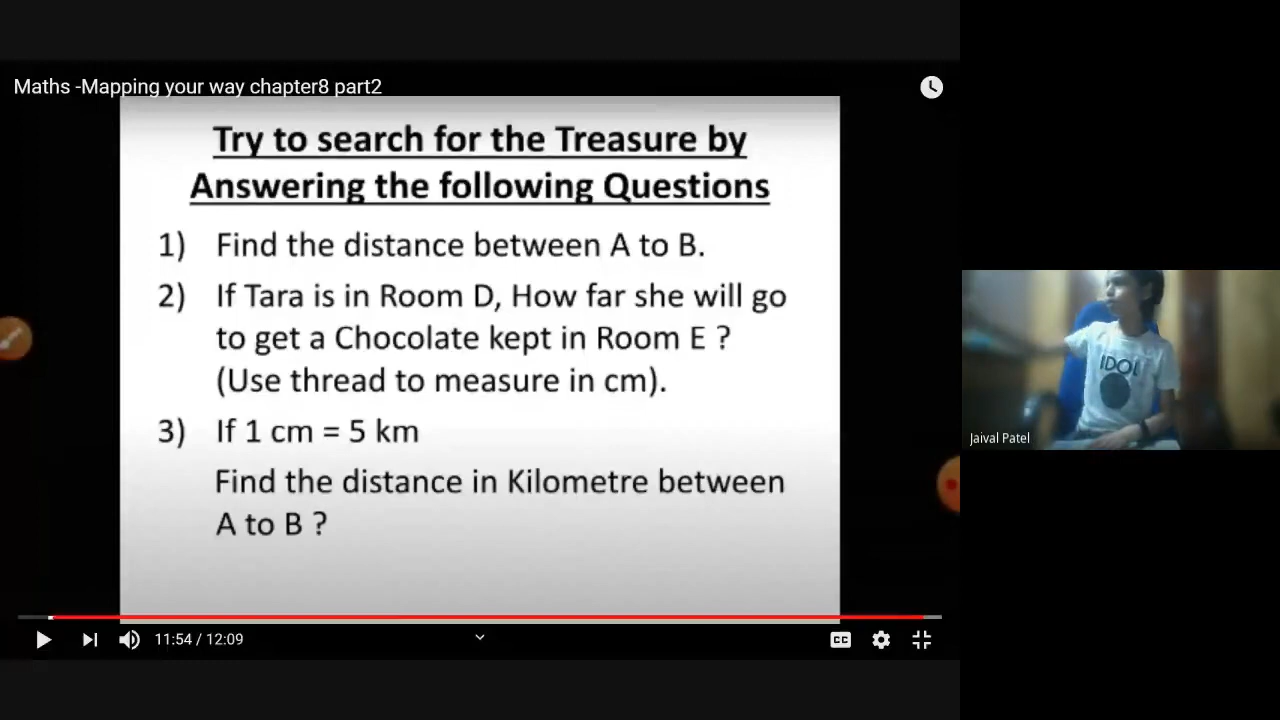 Maths -Mapping your way chapter8 part2
Try to search for the Treasure by
Answering the following Questions
1) Find the distance between A to B.
2) If Tara is in Room D, How far she will go
to get a Chocolate kept in Room E ?
(Use thread to measure in cm).
3) If 1 cm = 5 km
Find the distance in Kilometre between
A to B ?
11:54 / 12:09
CC
IDOL
Jaival Patel